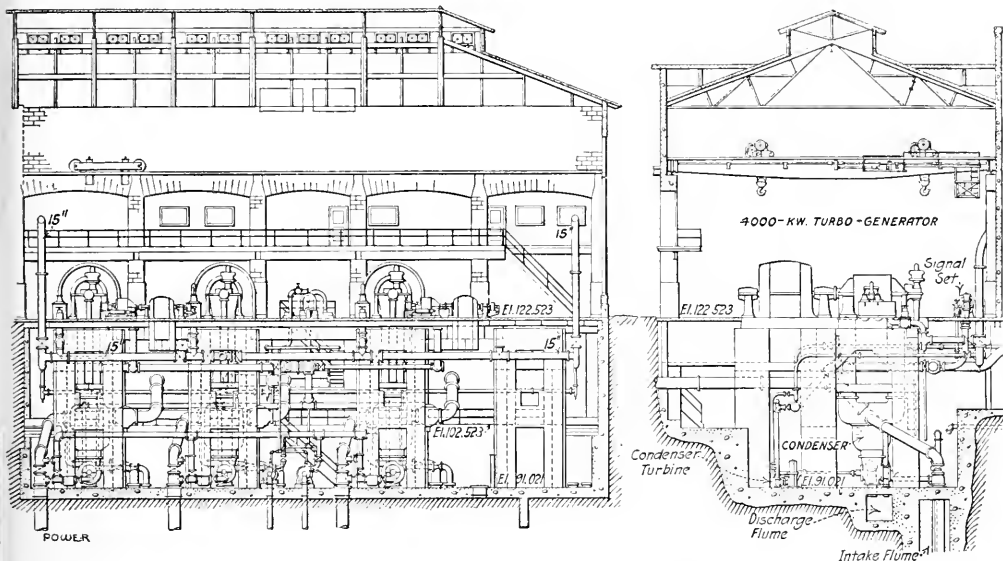 15"
15"
El.122.523
15"
15"
El.102.523
El.91.021
POWER
4000-KW. TURBO-GENERATOR
Signal
Set
El.122.523
CONDENSER
Condenser
Turbine
El.91.021
Discharge
Flume
Intake Flume